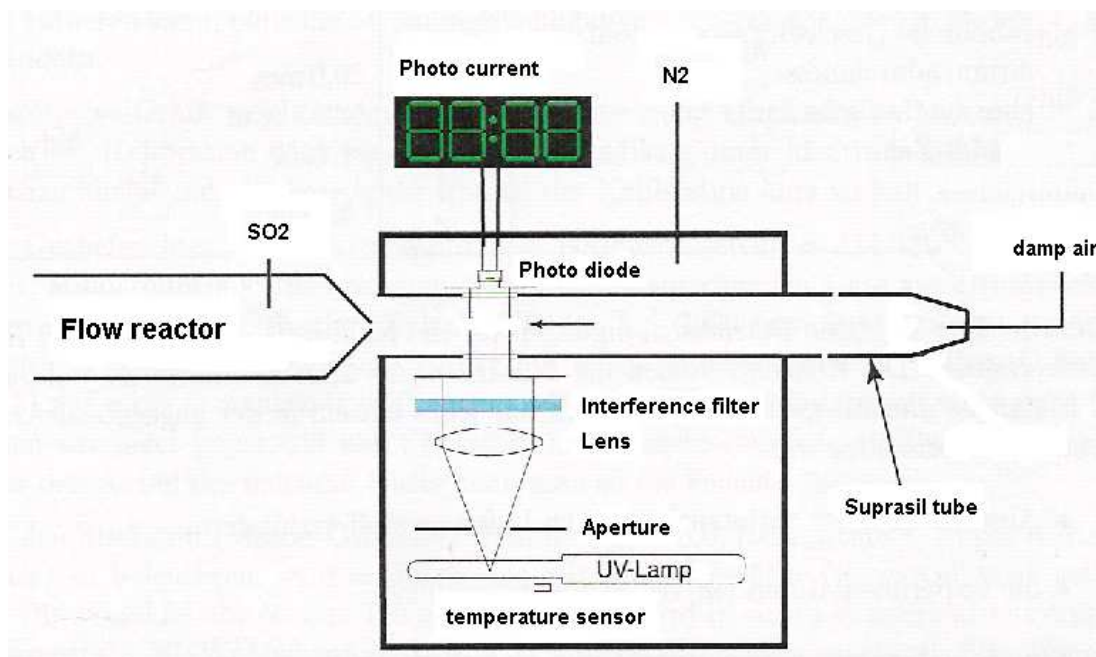 Photo current
N2
SO2
damp air
Photo diode
Flow reactor
Interference filter
Lens
Suprasil tube
Aperture
UV-Lamp
temperature sensor